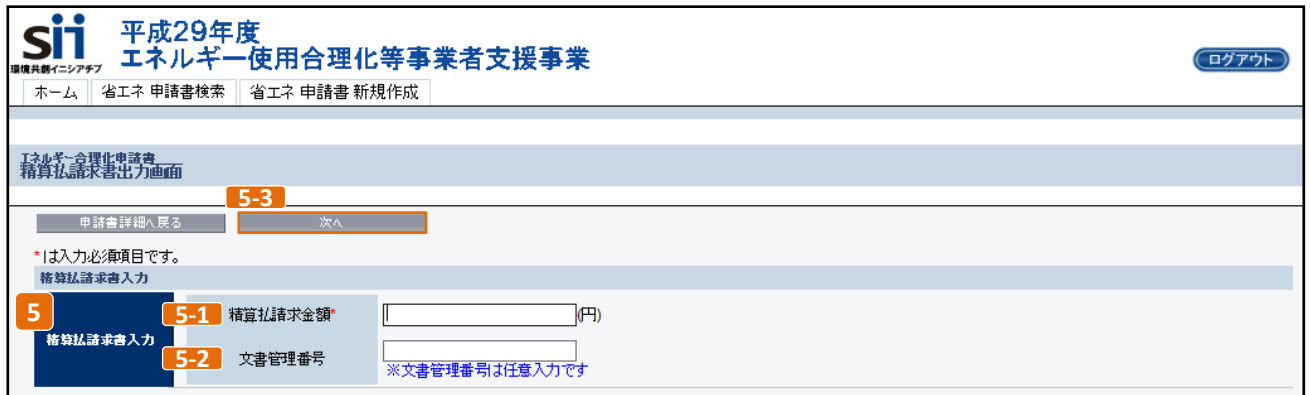 sii
平成29年度
環境共創イニシアチブ
エネルギー使用合理化等事業者支援事業
ログアウト
ホーム 省エネ 申請書検索 省エネ 申請書 新規作成
エネルギー合理化申請書
精算払請求書出力画面
5-3
申請書詳細へ戻る 次へ
*は入力必須項目です。
精算払請求書入力
5
5-1 精算払請求金額* (円)
精算払請求書入力
5-2 文書管理番号
※文書管理番号は任意入力です